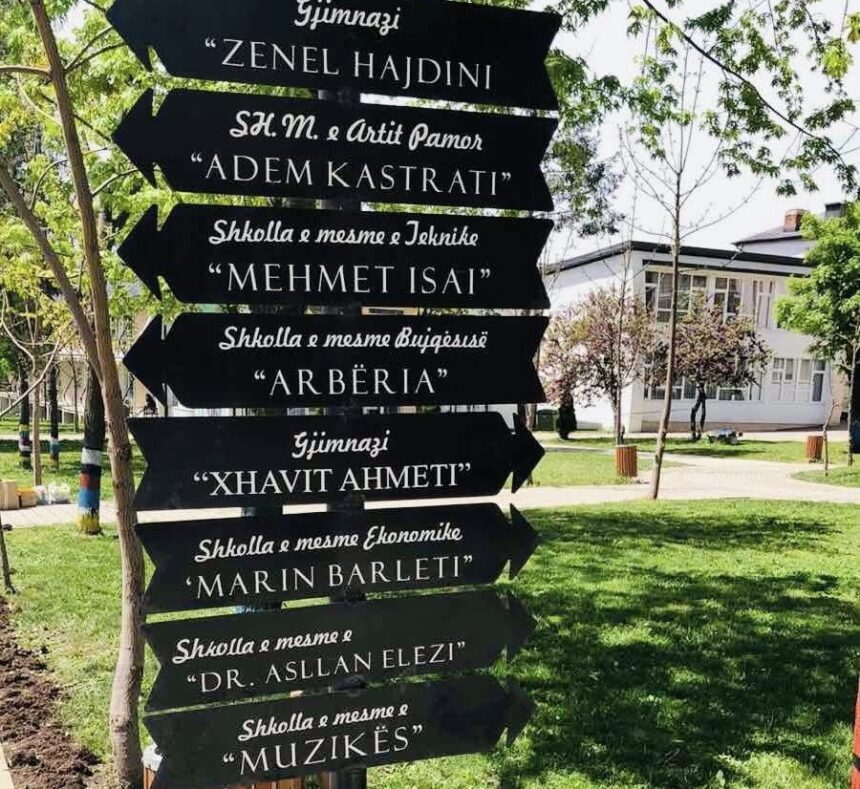 Gjimnazi
“ZENEL HAJDINI
SH.M. e Artit Pamor
“ADEM KASTRATI”
Shkolla e mesme e Teknike
“MEHMET ISAI”
Shkolla e mesme Bujqësisë
“ARBËRIA”
Gjimnazi
“XHAVIT AHMETI”
Shkolla e mesme Ekonomike
‘MARIN BARLETI”
Shkolla e mesme e
“DR. ASLLAN ELEZI”
Shkolla e mesme e
“MUZIKËS”